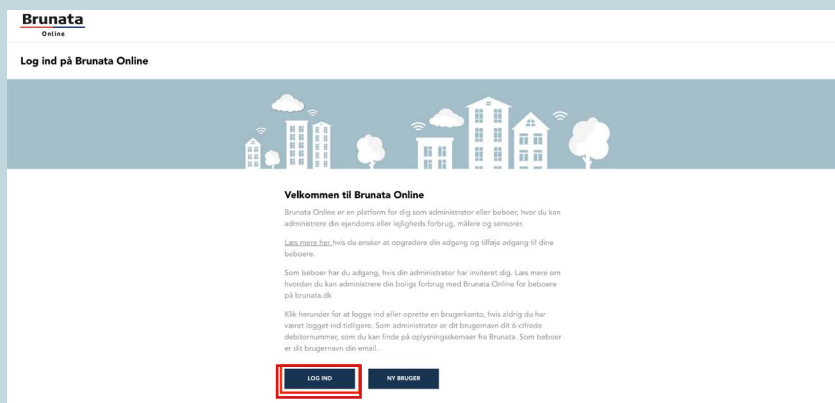 Brunata
Online
Log ind på Brunata Online
Velkommen til Brunata Online
Brunata Online er en platform for dig som administrator eller beboer, hvor du kan
administrere din ejendoms eller lejligheds forbrug, målere og sensorer.
Læs mere her hvis du ønsker at opgradere din adgang og tilføje adgang til dine
beboere.
Som beboer har du adgang, hvis din administrator har inviteret dig. Læs mere om
hvordan du kan administrere din boligs forbrug med Brunata Online for beboere
på brunata.dk
Klik herunder for at logge ind eller oprette en brugerkonto, hvis aldrig du har
været logget ind tidligere. Som administrator er dit brugernavn dit 6-cifrede
debitornummer, som du kan finde på oplysningsskemaer fra Brunata. Som beboer
er dit brugernavn din email.
LOG IND
NY BRUGER